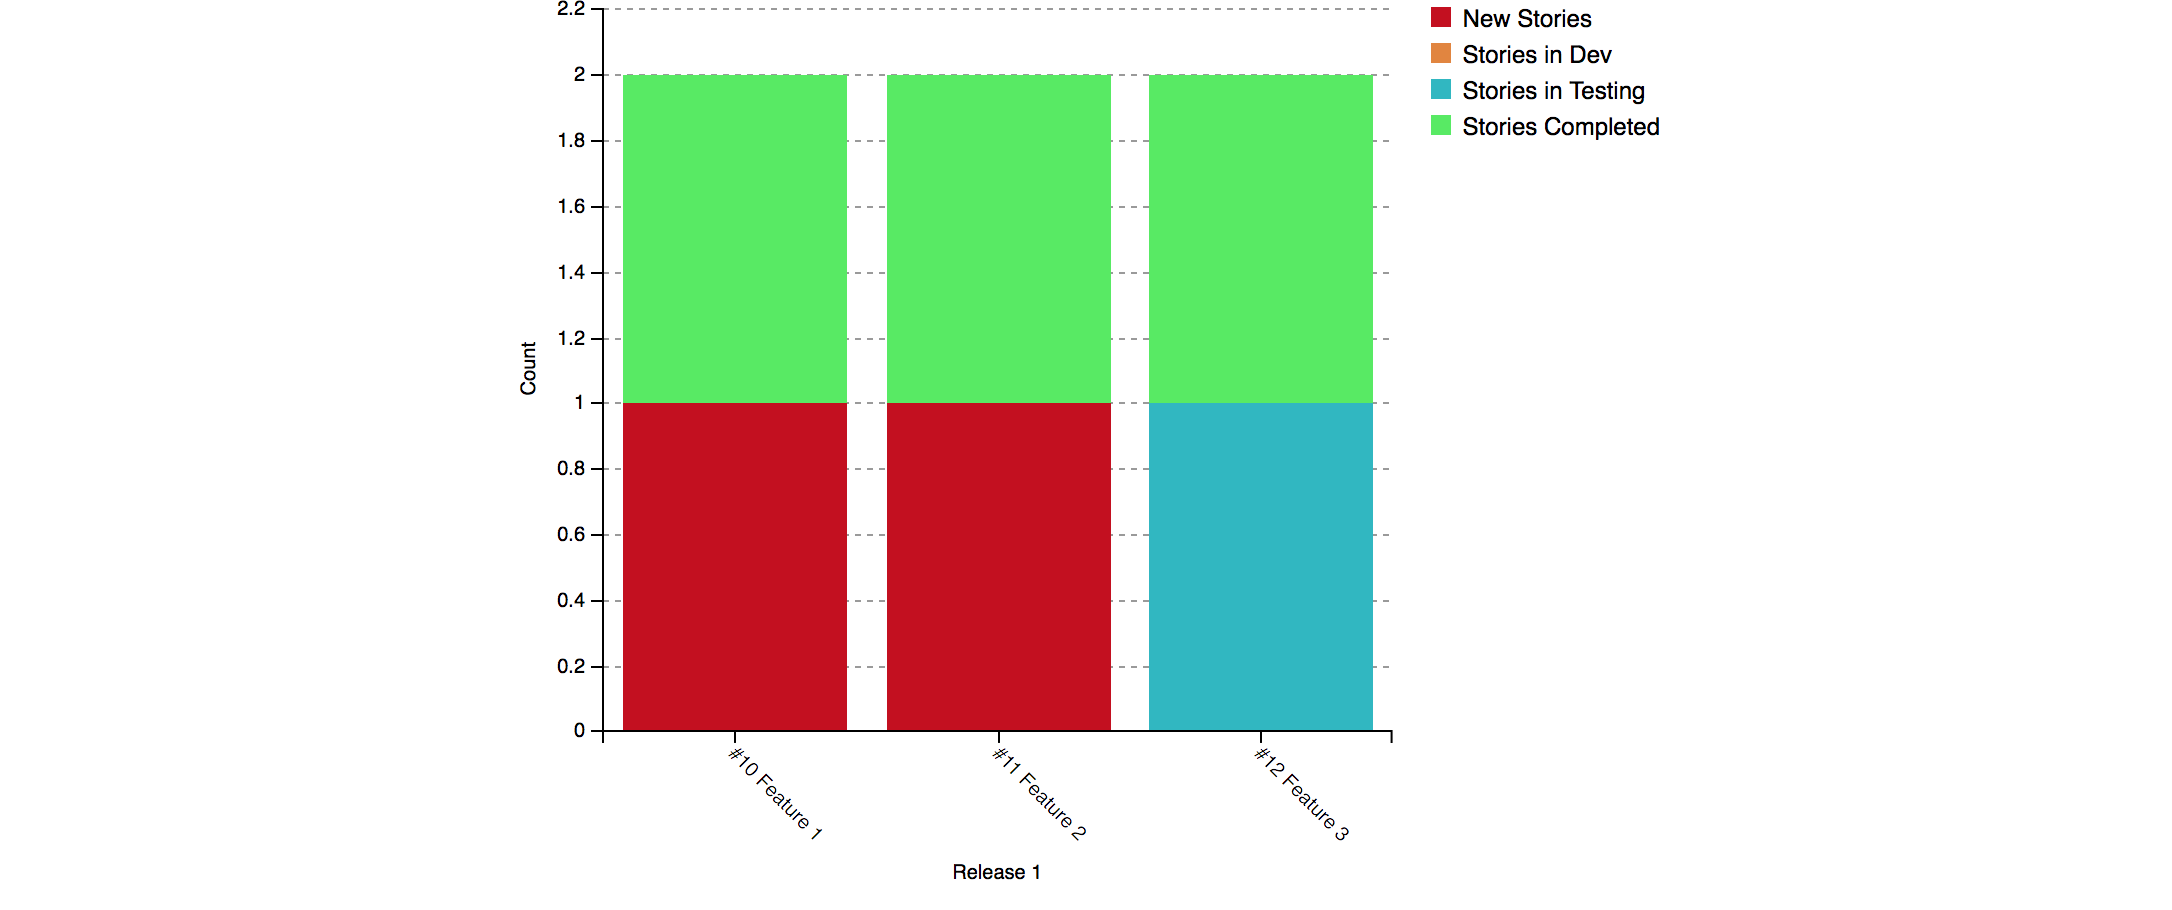 2.2
2
1.8
1.6
1.4
1.2
1
0.8
0.6
0.4
0.2
0
Count
#10 Feature 1
#11 Feature 2
#12 Feature 3
Release 1
New Stories
Stories in Dev
Stories in Testing
Stories Completed